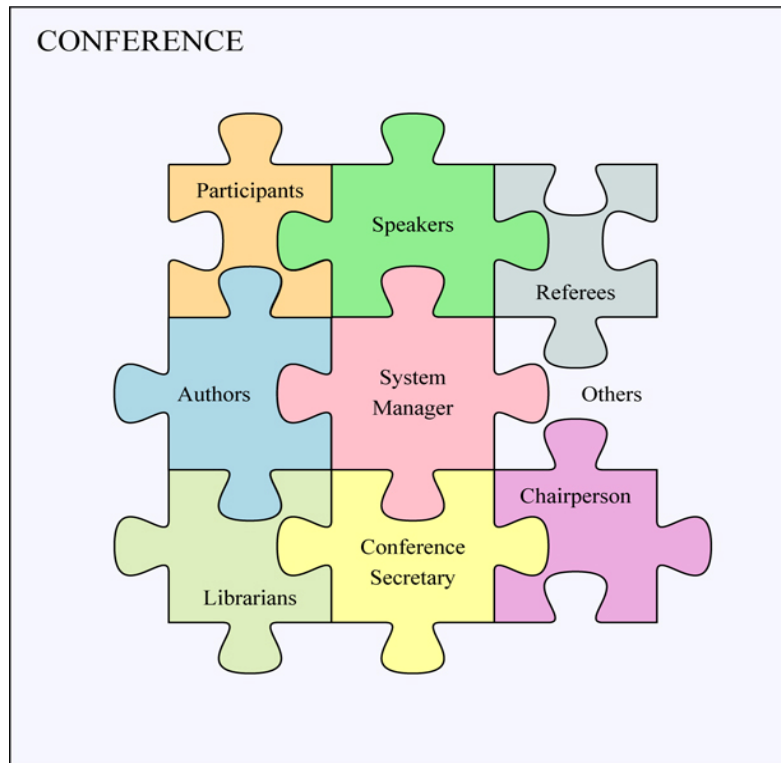 CONFERENCE
Participants
Speakers
Referees
Authors
System
Manager
Others
Chairperson
Librarians
Conference
Secretary